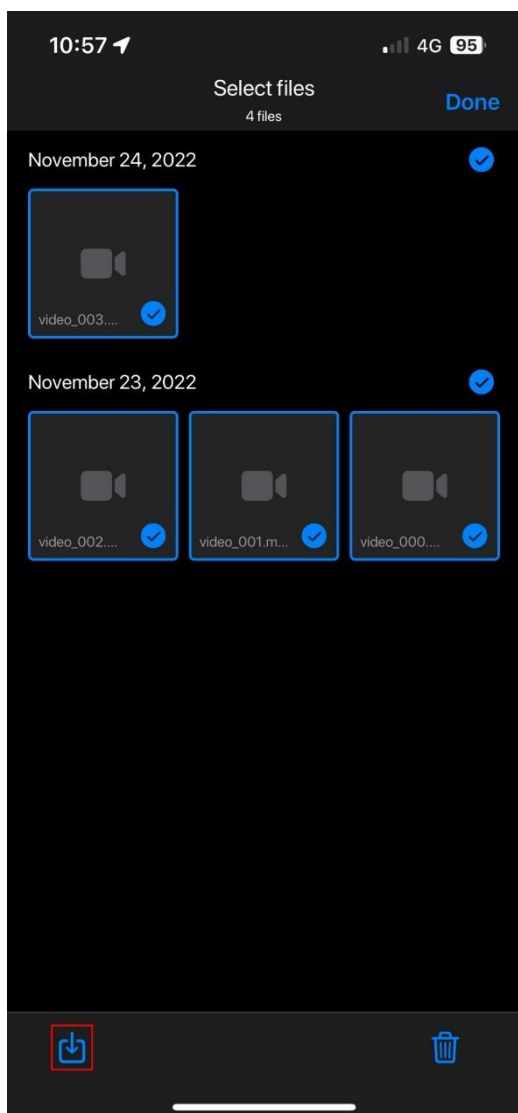 10:57
4G 95
Select files
4 files
Done
November 24, 2022
video_003....
November 23, 2022
video_002....
video_001.m...
video_000....